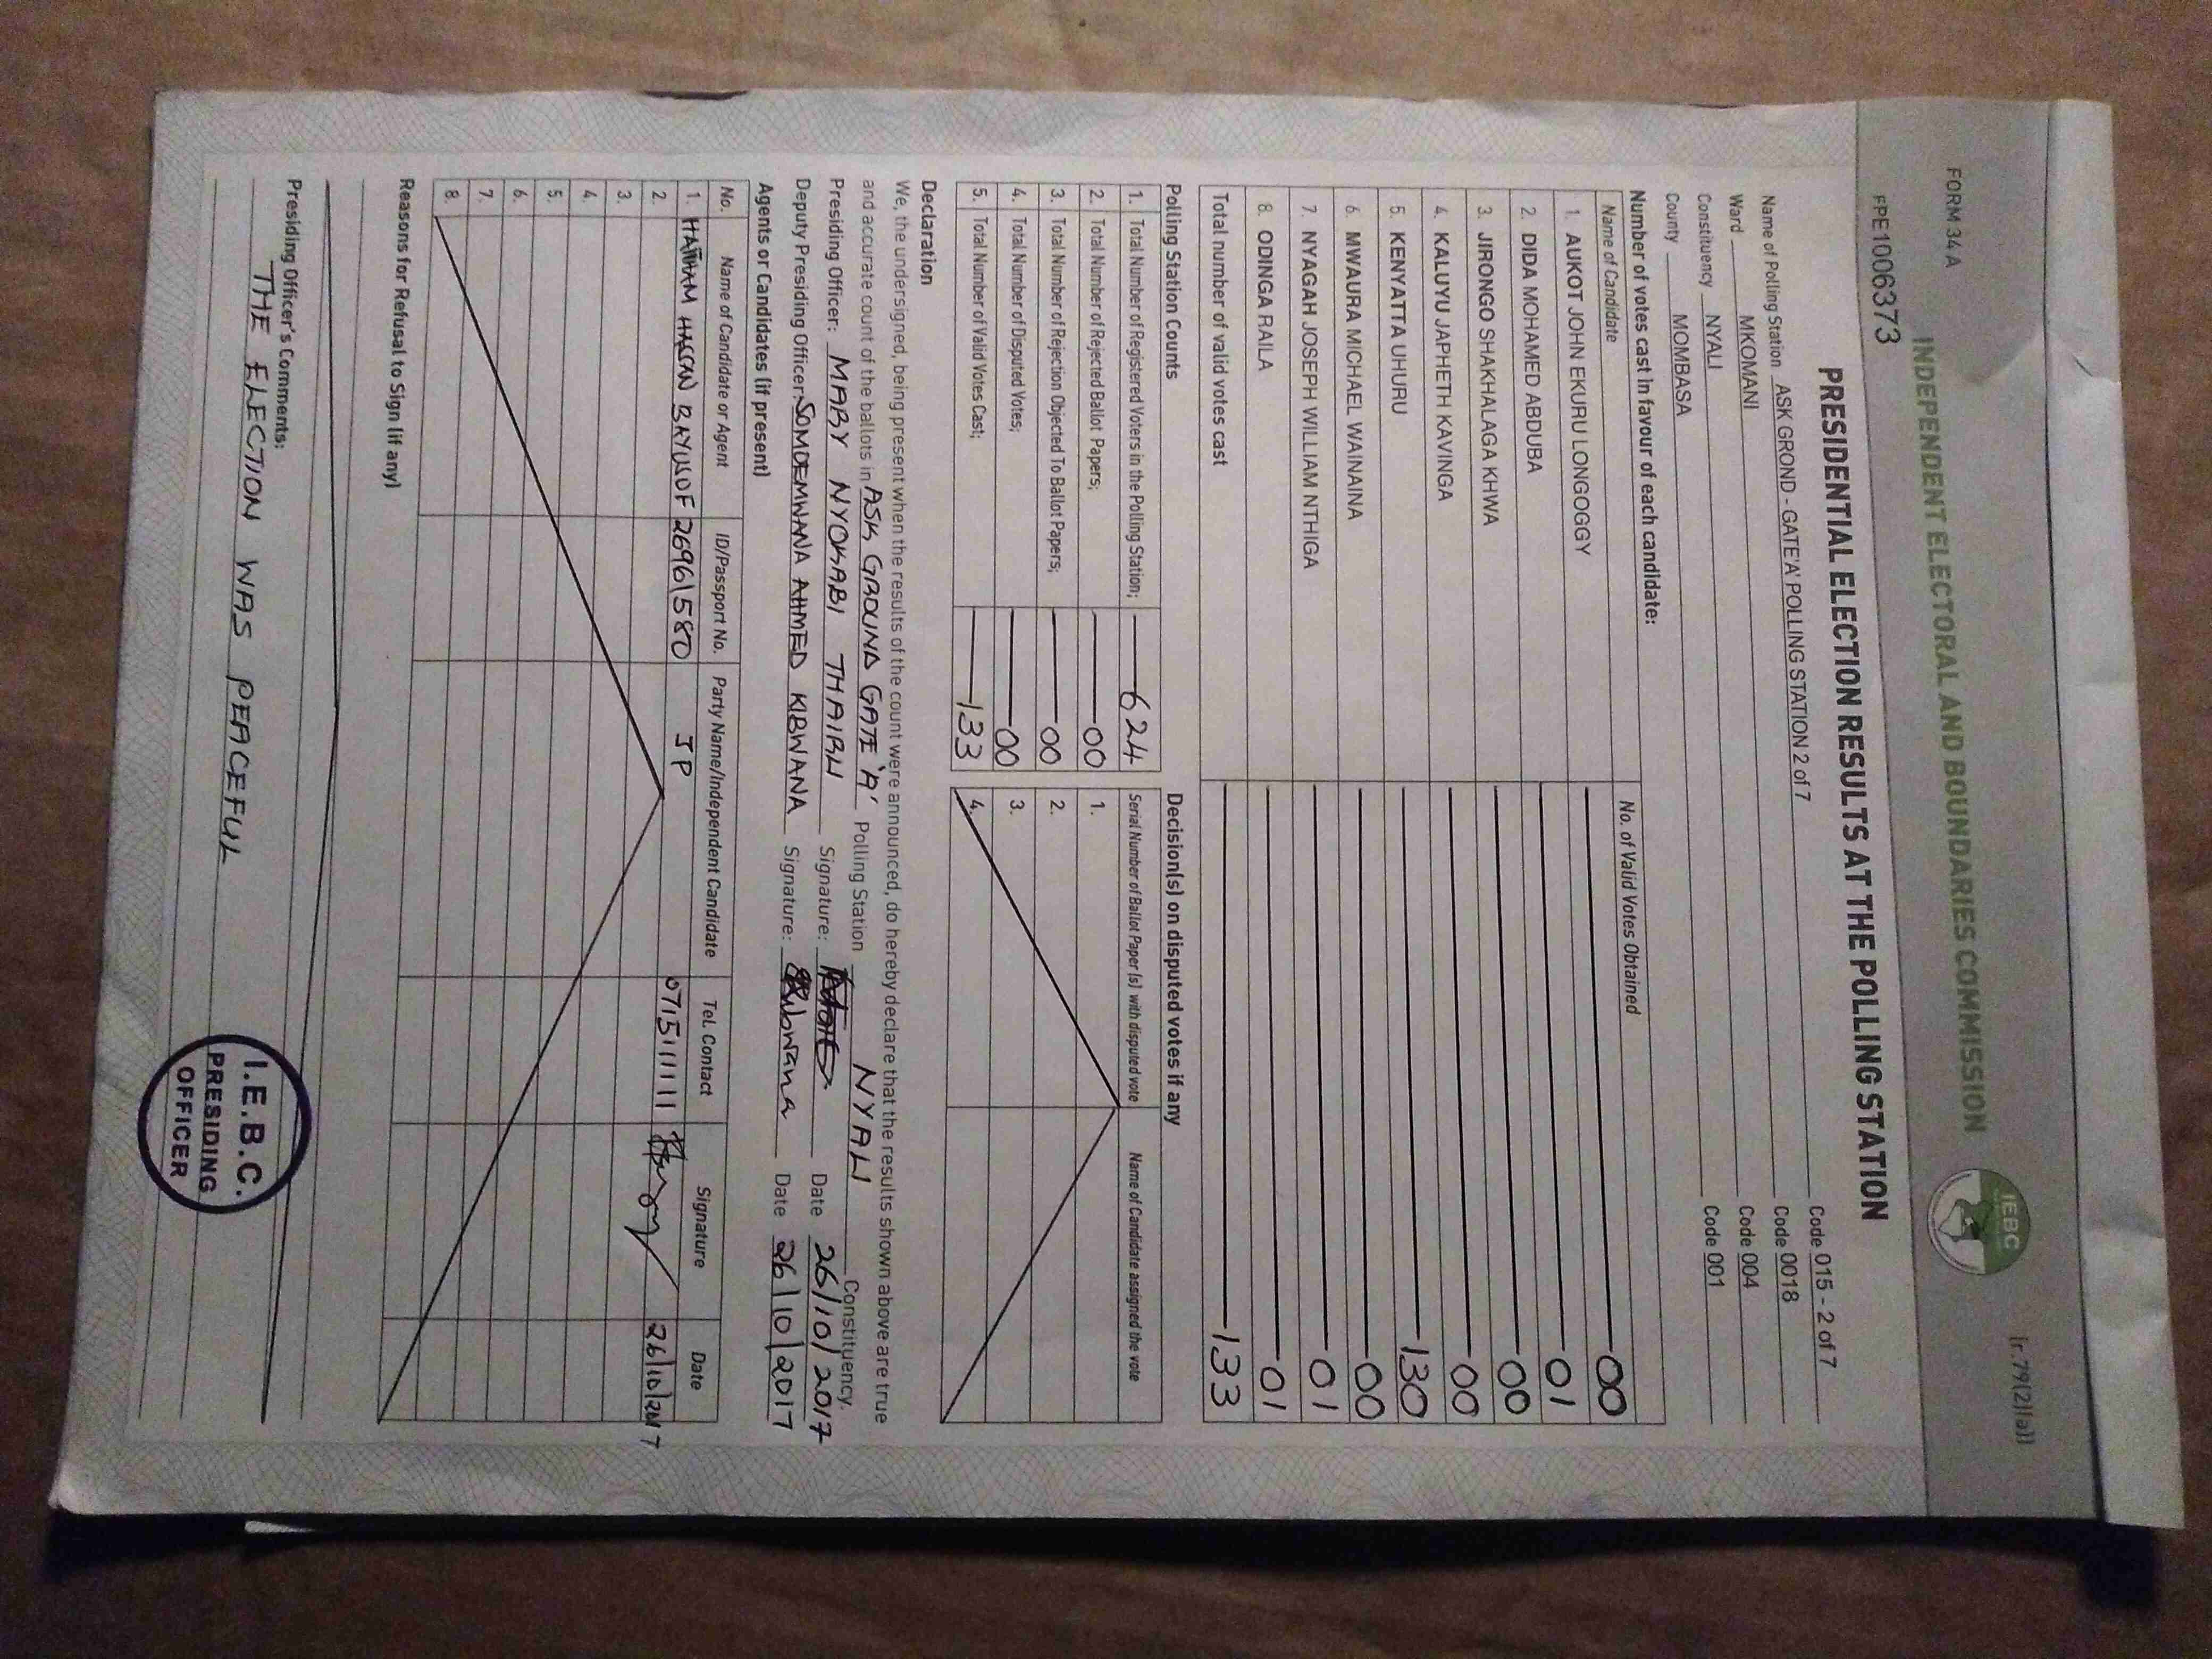 FORM 34 A
[r 79(2)(a)]
INDEPENDENT ELECTORAL AND BOUNDARIES COMMISSION
IEBC
FPE1006373
PRESIDENTIAL ELECTION RESULTS AT THE POLLING STATION
Name of Polling Station ASK GROND - GATE'A' POLLING STATION 2 of 7 Code 015 - 2 of 7
Ward MKOMANI Code 0018
Constituency NYALI Code 004
County MOMBASA Code 001
Number of votes cast in favour of each candidate:
Name of Candidate No. of Valid Votes Obtained
1. AUKOT JOHN EKURU LONGOGGY 00
2. DIDA MOHAMED ABDUBA 01
3. JIRONGO SHAKHALAGA KHWA 00
4. KALUYU JAPHETH KAVINGA 00
5. KENYATTA UHURU 130
6. MWAURA MICHAEL WAINAINA 00
7. NYAGAH JOSEPH WILLIAM NTHIGA 01
8. ODINGA RAILA 01
Total number of valid votes cast 133
Polling Station Counts
1. Total Number of Registered Voters in the Polling Station; 624
2. Total Number of Rejected Ballot Papers; 00
3. Total Number of Rejection Objected To Ballot Papers; 00
4. Total Number of Disputed Votes; 00
5. Total Number of Valid Votes Cast; 133
Decision(s) on disputed votes if any
Serial Number of Ballot Paper (s) with disputed vote Name of Candidate assigned the vote
1.
2.
3.
4.
Declaration
We, the undersigned, being present when the results of the count were announced, do hereby declare that the results shown above are true
and accurate count of the ballots in ASK GROUND GATE 'A' Polling Station NYALI Constituency.
Presiding Officer: MARY NYOKABI THAIRU Signature: Date 26/10/2017
Deputy Presiding Officer: SOMOEMWANA AHMED KIBWANA Signature: Kibwana Date 26/10/2017
Agents or Candidates (if present)
No. Name of Candidate or Agent ID/Passport No. Party Name/Independent Candidate Tel. Contact Signature Date
1. HAITHAM HASSAN BAYUSUF 26961580 JP 0715111111 26/10/2017
2.
3.
4.
5.
6.
7.
8.
Reasons for Refusal to Sign (if any)
Presiding Officer's Comments:
THE ELECTION WAS PEACEFUL
I.E.B.C.
PRESIDING
OFFICER